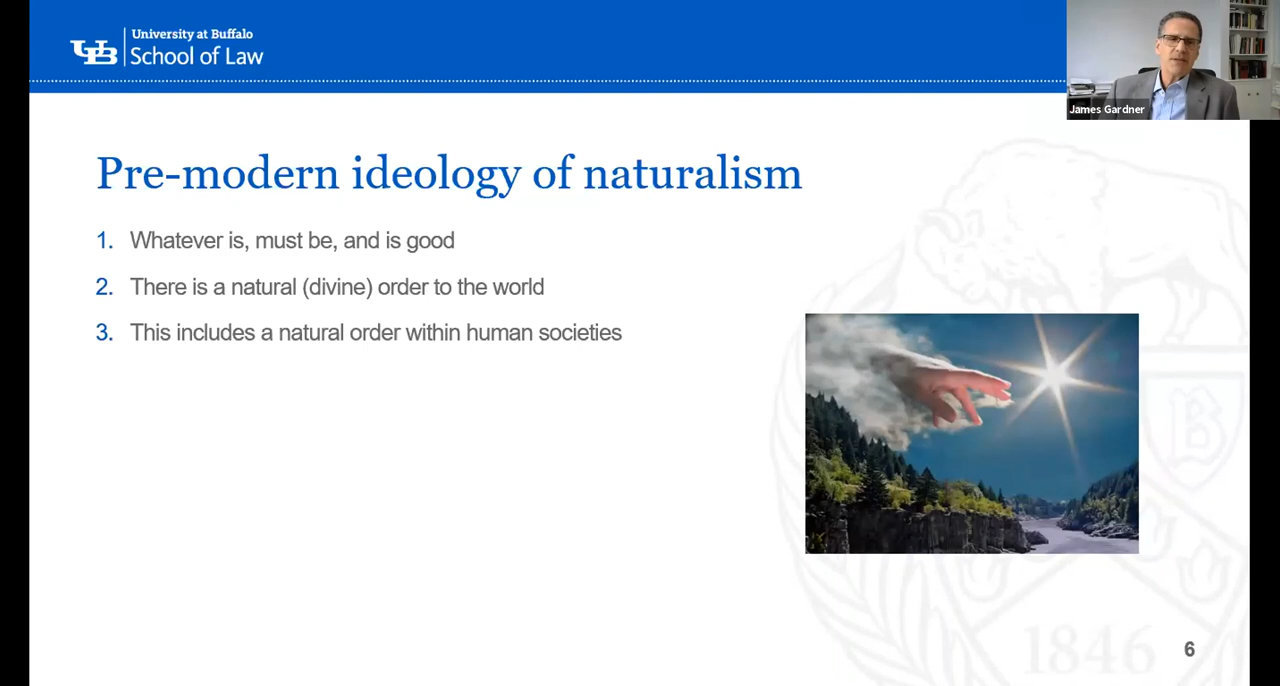 University at Buffalo
UB School of Law
James Gardner
Pre-modern ideology of naturalism
1. Whatever is, must be, and is good
2. There is a natural (divine) order to the world
3. This includes a natural order within human societies
B
1846
6